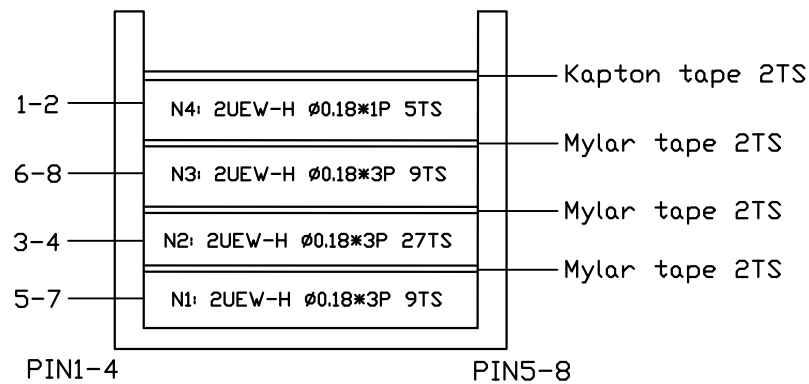 Kapton tape 2TS
1-2 N4: 2UEW-H Ø0.18*1P 5TS
Mylar tape 2TS
6-8 N3: 2UEW-H Ø0.18*3P 9TS
Mylar tape 2TS
3-4 N2: 2UEW-H Ø0.18*3P 27TS
Mylar tape 2TS
5-7 N1: 2UEW-H Ø0.18*3P 9TS
PIN1-4 PIN5-8